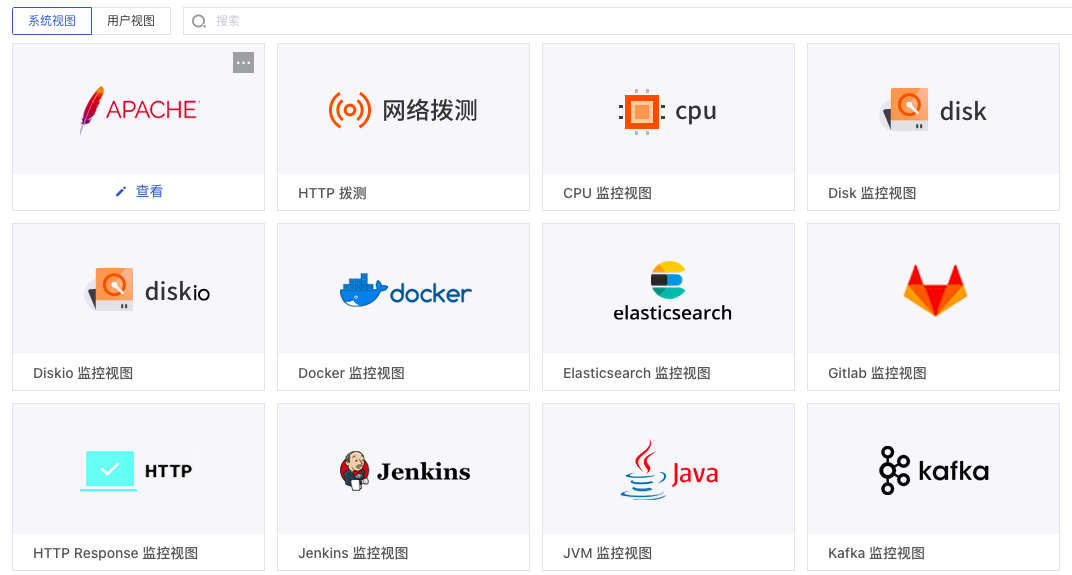 系统视图
用户视图
搜索
APACHE
网络拨测
cpu
disk
查看
HTTP 拨测
CPU 监控视图
Disk 监控视图
diskio
docker
elasticsearch
Diskio 监控视图
Docker 监控视图
Elasticsearch 监控视图
Gitlab 监控视图
HTTP
Jenkins
Java
kafka
HTTP Response 监控视图
Jenkins 监控视图
JVM 监控视图
Kafka 监控视图